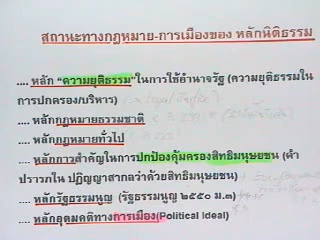 สถานะทางกฎหมาย-การเมืองของ หลักนิติธรรม
.... หลัก "ความยุติธรรม"ในการใช้อำนาจรัฐ (ความยุติธรรมใน
การปกครอง/บริหาร)
.... หลักกฎหมายธรรมชาติ
.... หลักกฎหมายทั่วไป
.... หลักการสำคัญในการปกป้องคุ้มครองสิทธิมนุษยชน (คำ
ปรารภใน ปฏิญญาสากลว่าด้วยสิทธิมนุษยชน)
.... หลักรัฐธรรมนูญ (รัฐธรรมนูญ ๒๕๕๐ ม.๓)
.... หลักอุดมคติทางการเมือง(Political Ideal)